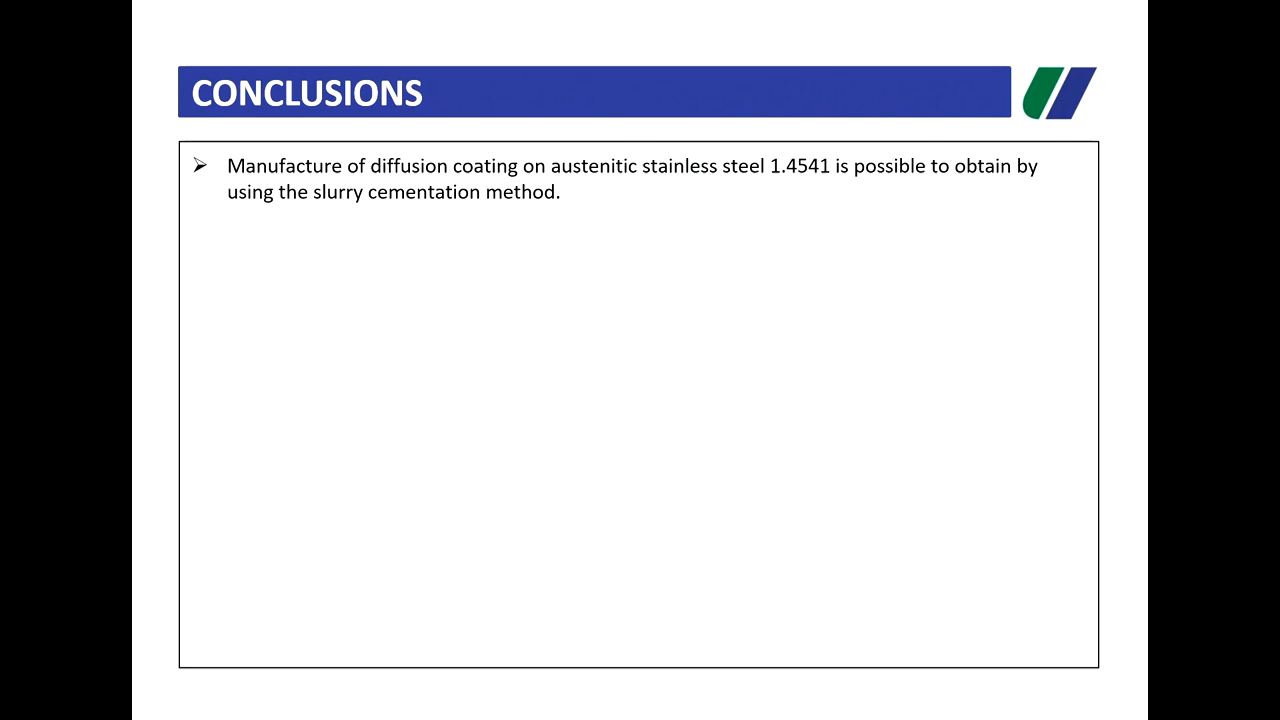 CONCLUSIONS
➢ Manufacture of diffusion coating on austenitic stainless steel 1.4541 is possible to obtain by
using the slurry cementation method.